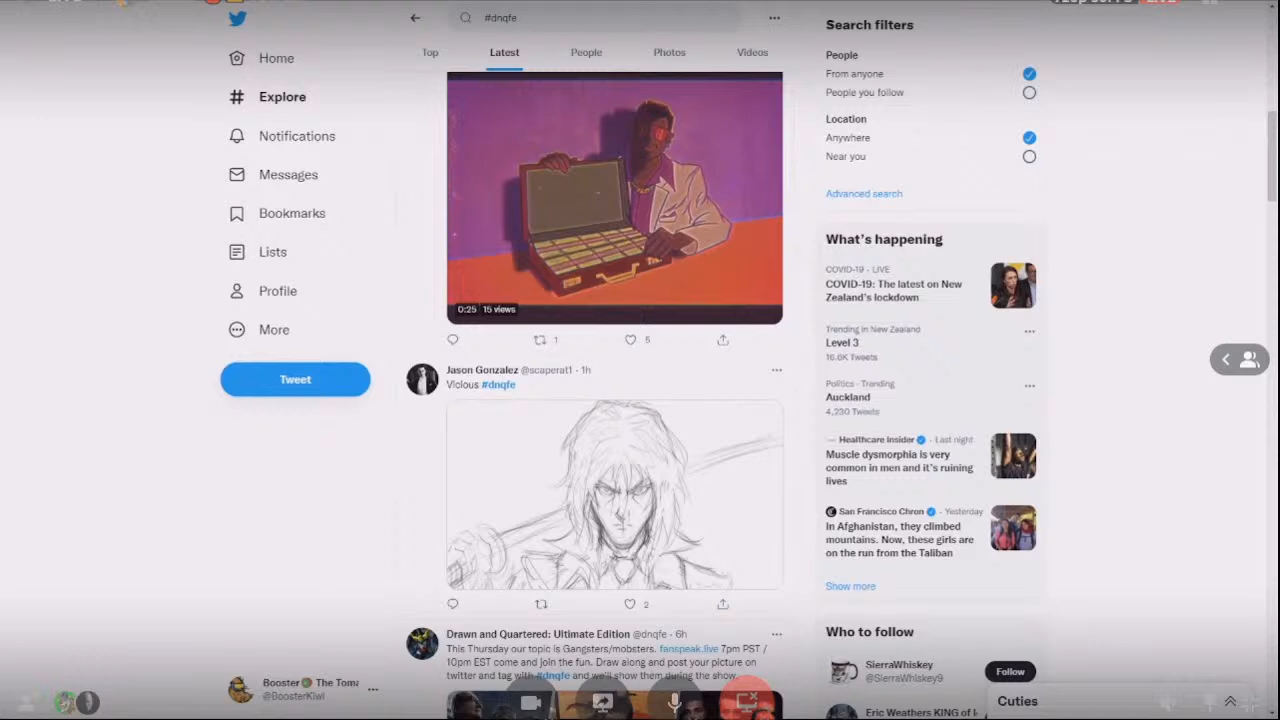 #dnqfe
Top
Latest
People
Photos
Videos
Home
Explore
Notifications
Messages
Bookmarks
Lists
Profile
More
Tweet
0:25
15 views
1
5
Jason Gonzalez @scaperat1 · 1h
Vicious #dnqfe
2
Drawn and Quartered: Ultimate Edition @dnqfe · 6h
This Thursday our topic is Gangsters/mobsters. fanspeak.live 7pm PST /
10pm EST come and join the fun. Draw along and post your picture on
twitter and tag with #dnqfe and we'll show them during the show.
Search filters
People
From anyone
People you follow
Location
Anywhere
Near you
Advanced search
What's happening
COVID-19 · LIVE
COVID-19: The latest on New
Zealand's lockdown
Trending in New Zealand
Level 3
16.6K Tweets
Politics · Trending
Auckland
4,230 Tweets
Healthcare Insider · Last night
Muscle dysmorphia is very
common in men and it's ruining
lives
San Francisco Chron · Yesterday
In Afghanistan, they climbed
mountains. Now, these girls are
on the run from the Taliban
Show more
Who to follow
SierraWhiskey
@SierraWhiskey9
Follow
Eric Weathers KING of
Cuties
Booster The Toma
@BoosterKiwi